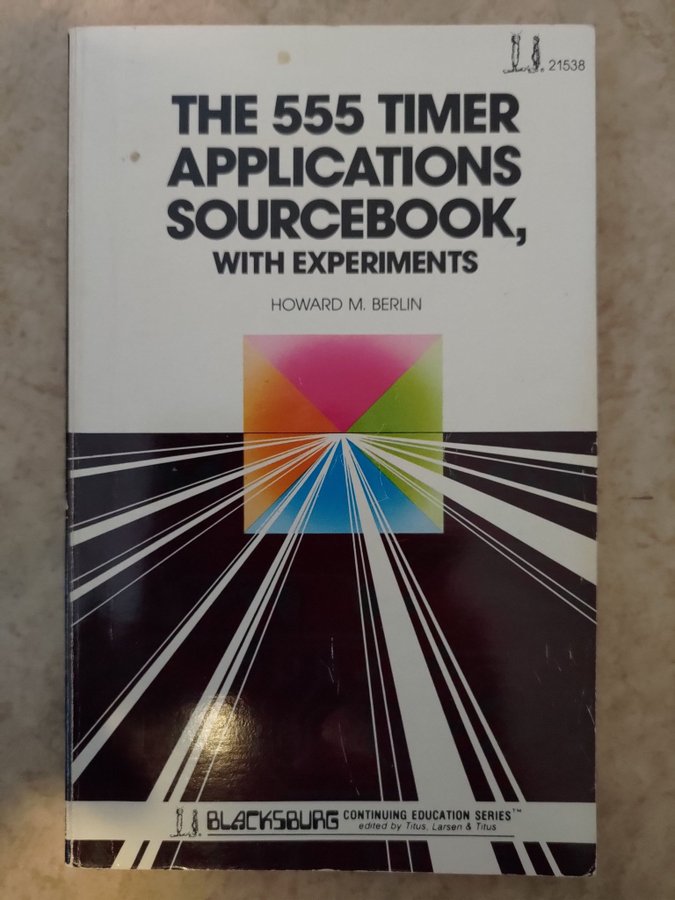 21538
THE 555 TIMER
APPLICATIONS
SOURCEBOOK,
WITH EXPERIMENTS
HOWARD M. BERLIN
BLACKSBURG CONTINUING EDUCATION SERIES™
edited by Titus, Larsen & Titus